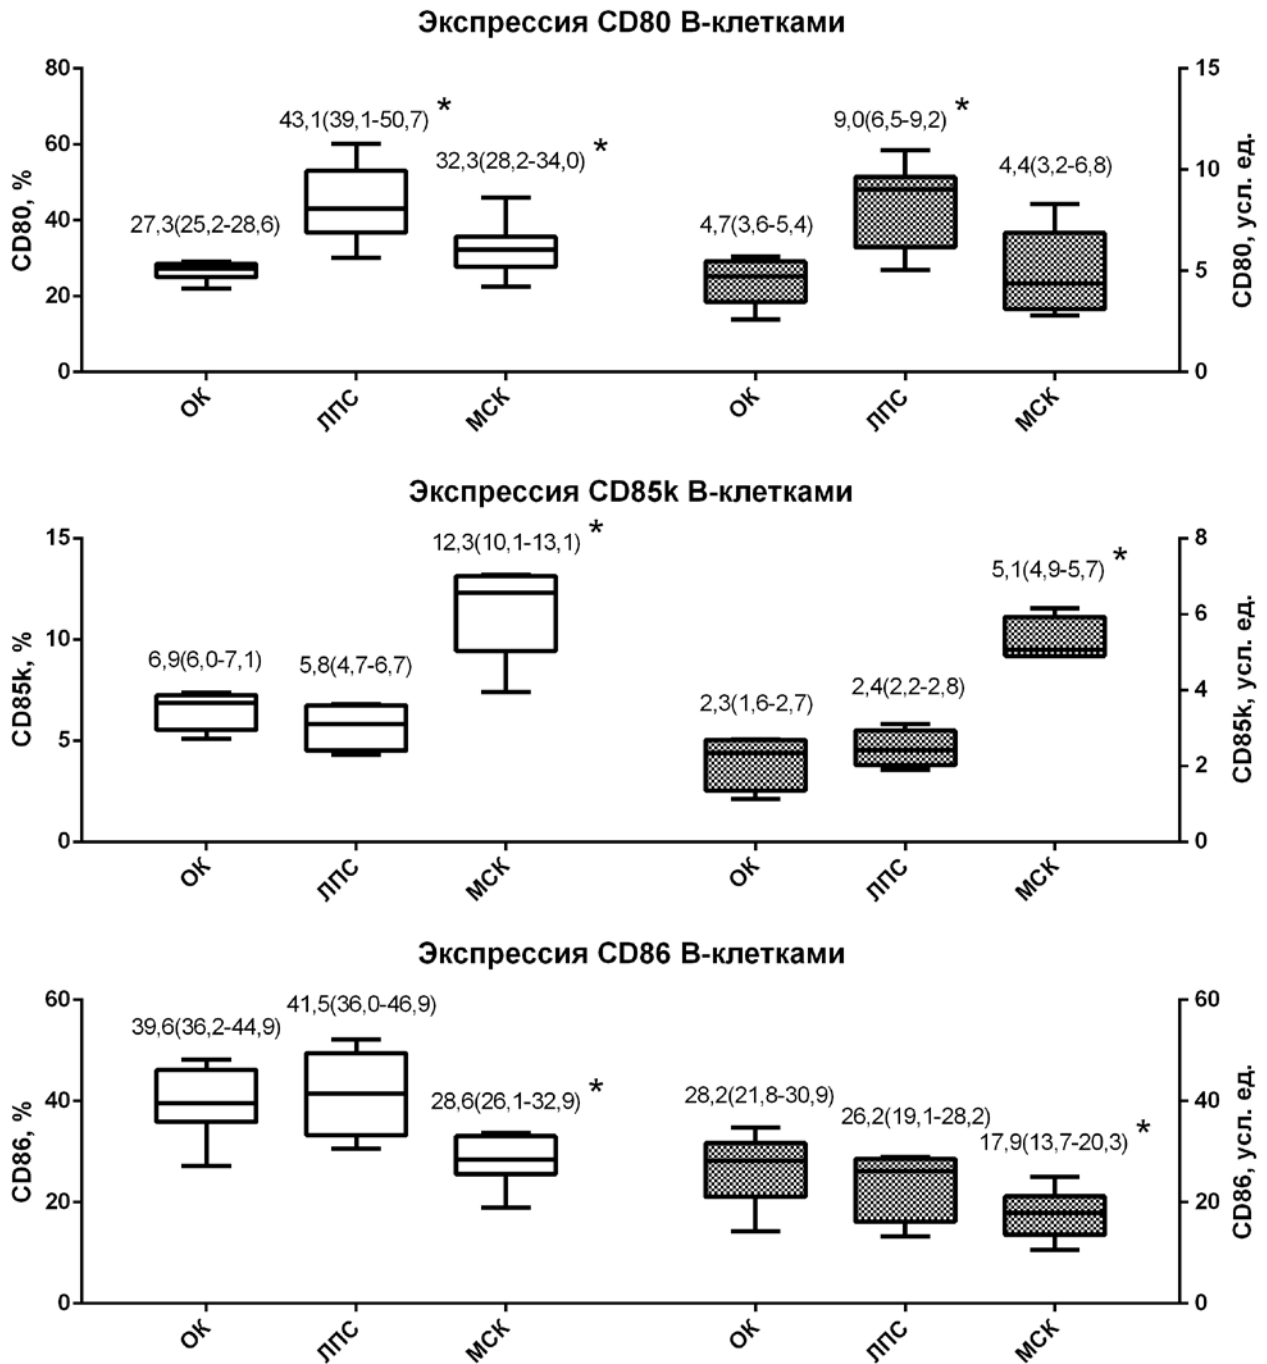 Экспрессия CD80 В-клетками
80
60
40
20
0
CD80, %
27,3(25,2-28,6)
43,1(39,1-50,7) *
32,3(28,2-34,0) *
4,7(3,6-5,4)
9,0(6,5-9,2) *
4,4(3,2-6,8)
15
10
5
0
CD80, усл. ед.
ОК
ЛПС
МСК
ОК
ЛПС
МСК
Экспрессия CD85k В-клетками
15
10
5
0
CD85k, %
6,9(6,0-7,1)
5,8(4,7-6,7)
12,3(10,1-13,1) *
2,3(1,6-2,7)
2,4(2,2-2,8)
5,1(4,9-5,7) *
8
6
4
2
0
CD85k, усл. ед.
ОК
ЛПС
МСК
ОК
ЛПС
МСК
Экспрессия CD86 В-клетками
60
40
20
0
CD86, %
39,6(36,2-44,9)
41,5(36,0-46,9)
28,6(26,1-32,9) *
28,2(21,8-30,9)
26,2(19,1-28,2)
17,9(13,7-20,3) *
60
40
20
0
CD86, усл. ед.
ОК
ЛПС
МСК
ОК
ЛПС
МСК